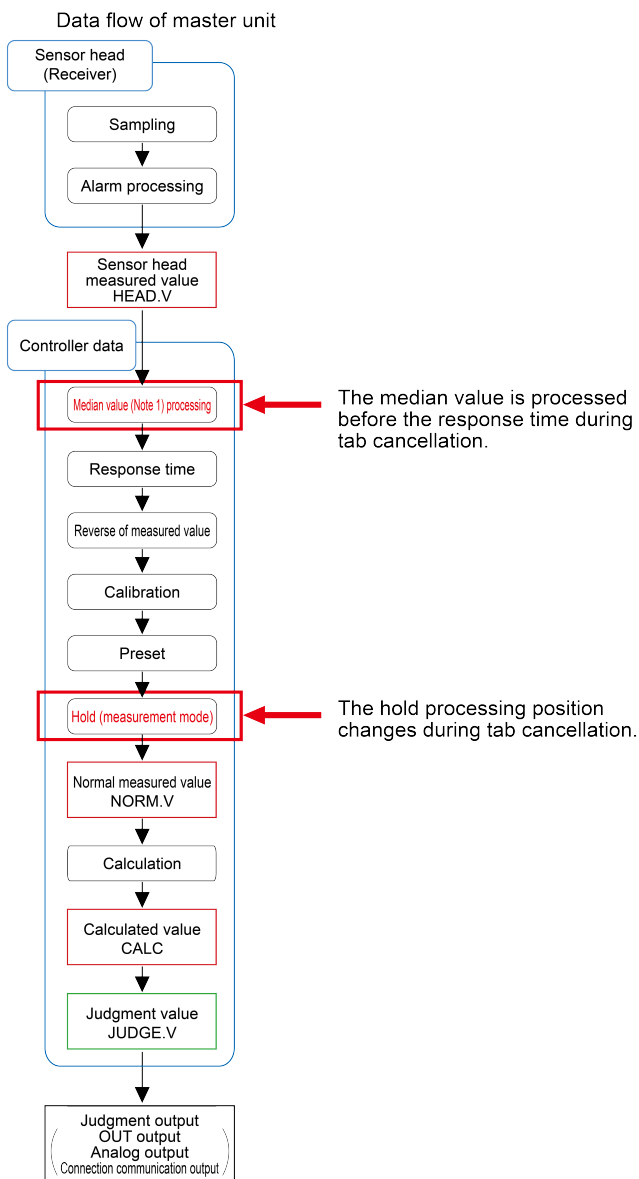 Data flow of master unit
Sensor head
(Receiver)
Sampling
Alarm processing
Sensor head
measured value
HEAD.V
Controller data
Median value (Note 1) processing
The median value is processed
before the response time during
tab cancellation.
Response time
Reverse of measured value
Calibration
Preset
Hold (measurement mode)
The hold processing position
changes during tab cancellation.
Normal measured value
NORM.V
Calculation
Calculated value
CALC
Judgment value
JUDGE.V
Judgment output
OUT output
Analog output
Connection communication output